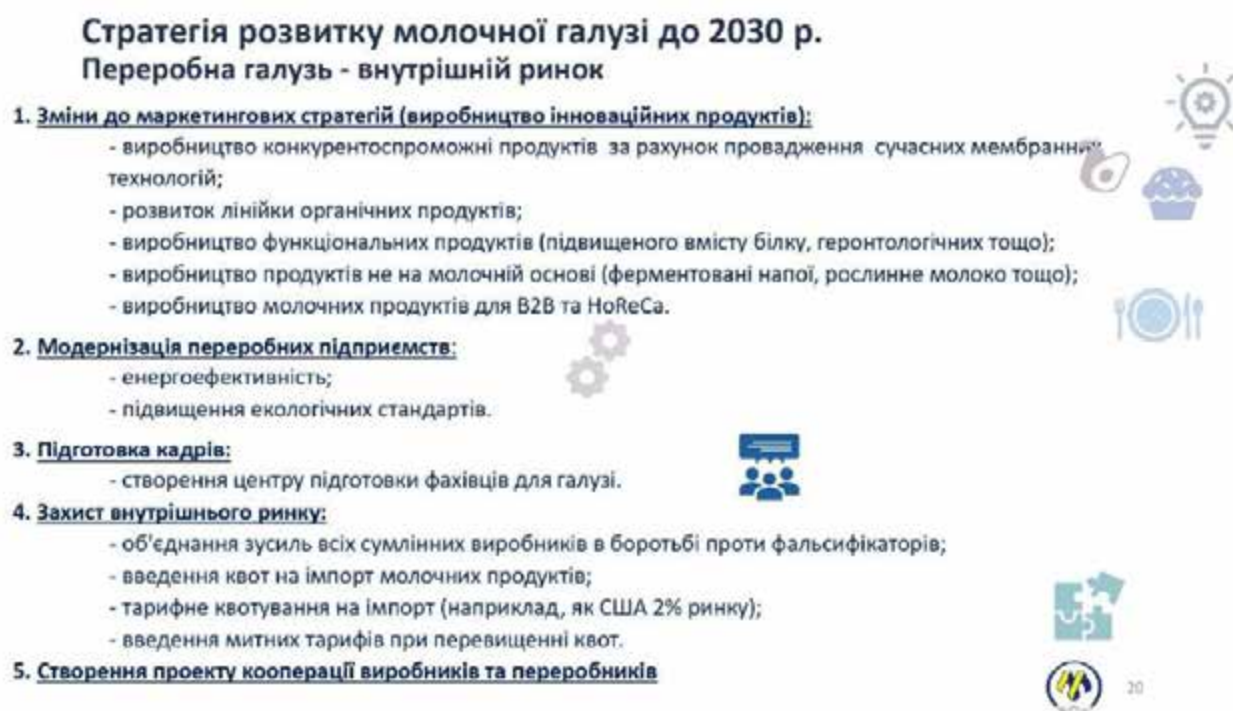 Стратегія розвитку молочної галузі до 2030 р.
Переробна галузь - внутрішній ринок
1. Зміни до маркетингових стратегій (виробництво інноваційних продуктів):
- виробництво конкурентоспроможні продуктів за рахунок провадження сучасних мембранних
технологій;
- розвиток лінійки органічних продуктів;
- виробництво функціональних продуктів (підвищеного вмісту білку, геронтологічних тощо);
- виробництво продуктів не на молочній основі (ферментовані напої, рослинне молоко тощо);
- виробництво молочних продуктів для B2B та HoReCa.
2. Модернізація переробних підприємств:
- енергоефективність;
- підвищення екологічних стандартів.
3. Підготовка кадрів:
- створення центру підготовки фахівців для галузі.
4. Захист внутрішнього ринку:
- об'єднання зусиль всіх сумлінних виробників в боротьбі проти фальсифікаторів;
- введення квот на імпорт молочних продуктів;
- тарифне квотування на імпорт (наприклад, як США 2% ринку);
- введення митних тарифів при перевищенні квот.
5. Створення проекту кооперації виробників та переробників
20